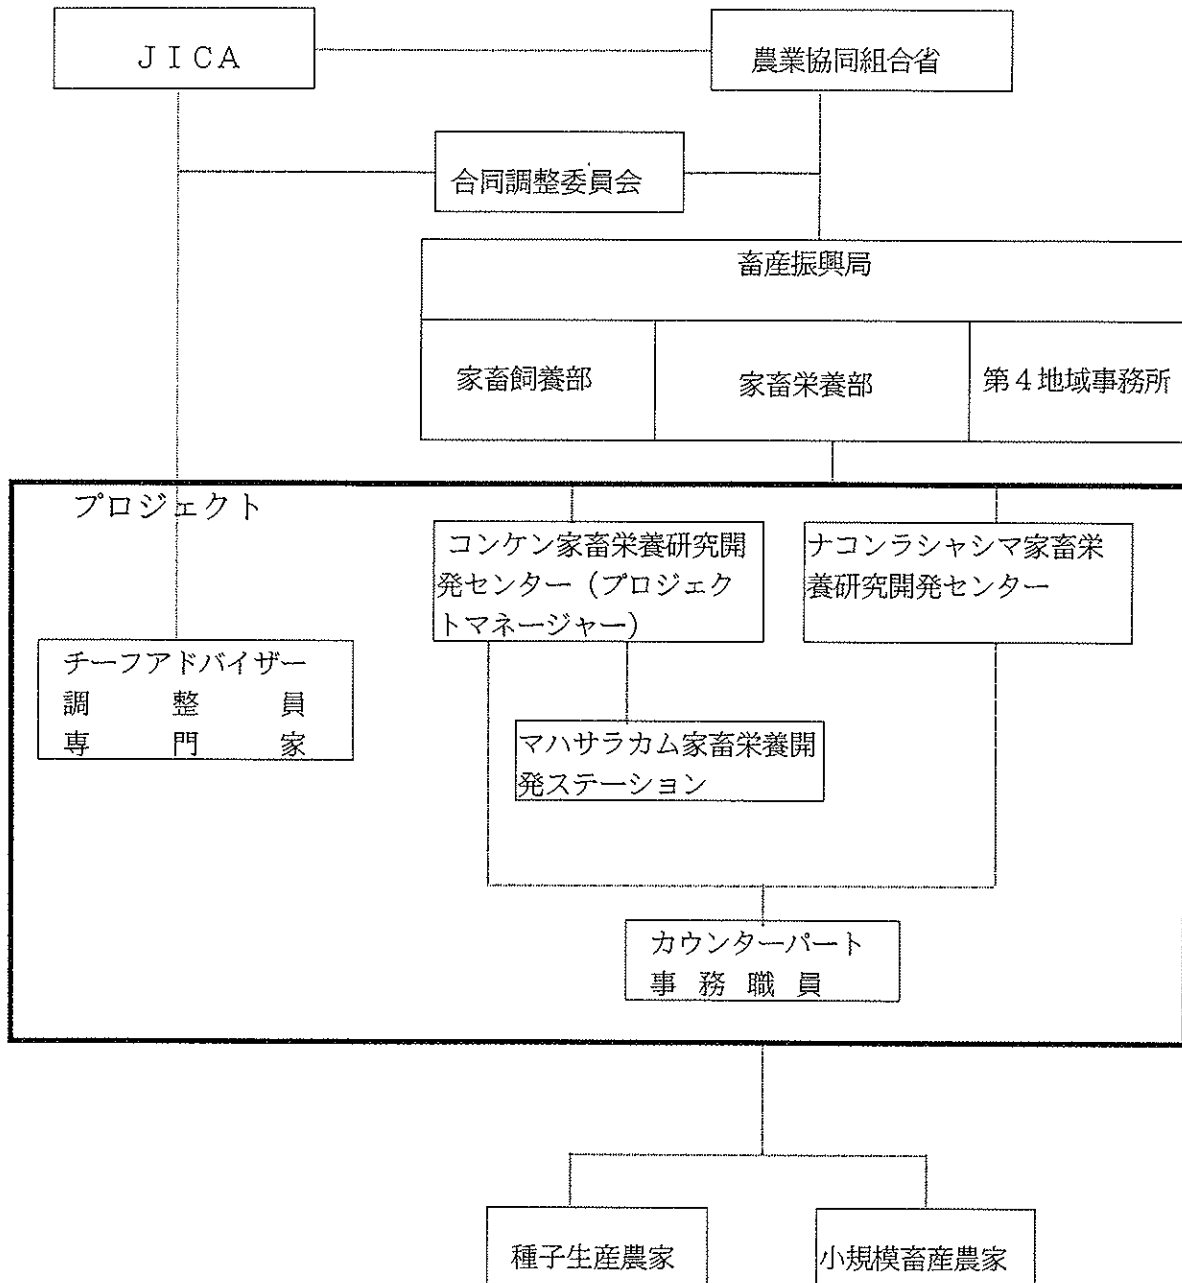 ＪＩＣＡ
農業協同組合省
合同調整委員会
畜産振興局
家畜飼養部
家畜栄養部
第４地域事務所
プロジェクト
コンケン家畜栄養研究開
発センター（プロジェク
トマネージャー）
ナコンラシャシマ家畜栄
養研究開発センター
チーフアドバイザー
調整員
専門家
マハサラカム家畜栄養開
発ステーション
カウンターパート
事務職員
種子生産農家
小規模畜産農家